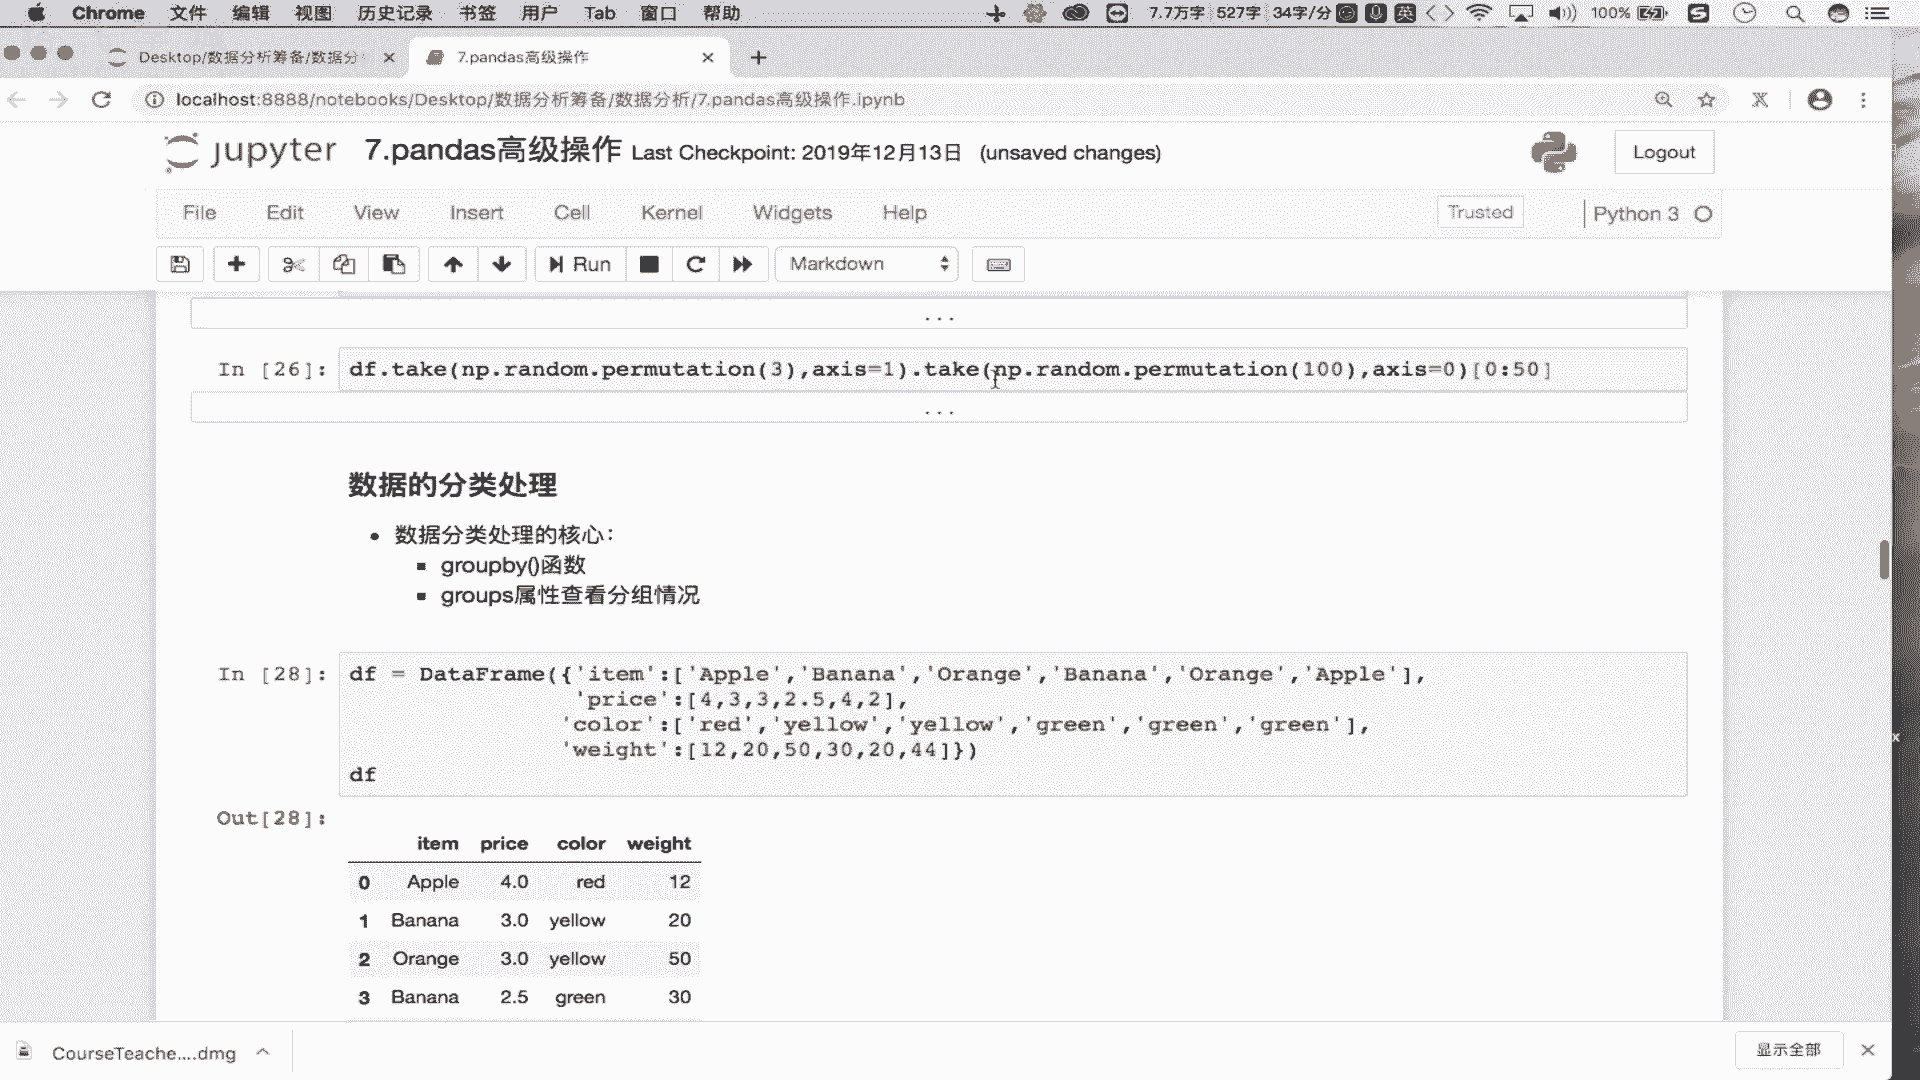 Chrome 文件 编辑 视图 历史记录 书签 用户 Tab 窗口 帮助 7.7万字 527字 34字/分 英 100%
Desktop/数据分析筹备/数据分 7.pandas高级操作
localhost:8888/notebooks/Desktop/数据分析筹备/数据分析/7.pandas高级操作.ipynb
jupyter 7.pandas高级操作 Last Checkpoint: 2019年12月13日 (unsaved changes) Logout
File Edit View Insert Cell Kernel Widgets Help Trusted Python 3
Run Markdown
...
In [26]: df.take(np.random.permutation(3),axis=1).take(np.random.permutation(100),axis=0)[0:50]
...
数据的分类处理
数据分类处理的核心：
groupby()函数
groups属性查看分组情况
In [28]: df = DataFrame({'item':['Apple','Banana','Orange','Banana','Orange','Apple'],
'price':[4,3,3,2.5,4,2],
'color':['red','yellow','yellow','green','green','green'],
'weight':[12,20,50,30,20,44]})
df
Out[28]:
item price color weight
0 Apple 4.0 red 12
1 Banana 3.0 yellow 20
2 Orange 3.0 yellow 50
3 Banana 2.5 green 30
CourseTeache....dmg 显示全部